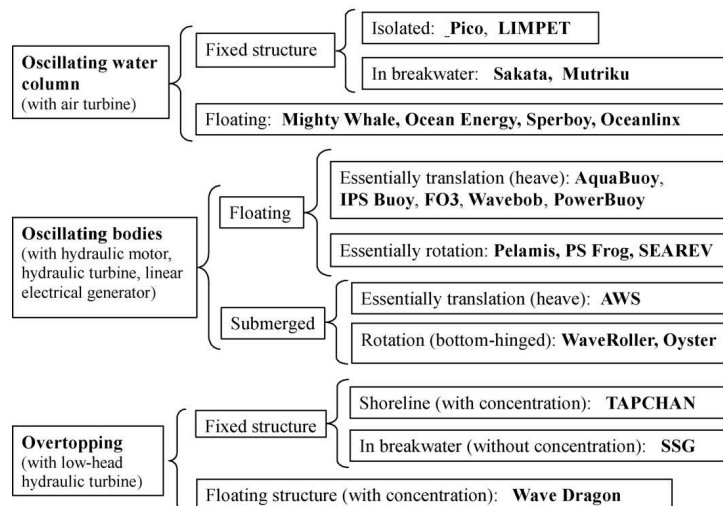 Oscillating water
column
(with air turbine)
Fixed structure
Isolated: _Pico, LIMPET
In breakwater: Sakata, Mutriku
Floating: Mighty Whale, Ocean Energy, Sperboy, Oceanlinx
Oscillating bodies
(with hydraulic motor,
hydraulic turbine, linear
electrical generator)
Floating
Essentially translation (heave): AquaBuoy,
IPS Buoy, FO3, Wavebob, PowerBuoy
Essentially rotation: Pelamis, PS Frog, SEAREV
Submerged
Essentially translation (heave): AWS
Rotation (bottom-hinged): WaveRoller, Oyster
Overtopping
(with low-head
hydraulic turbine)
Fixed structure
Shoreline (with concentration): TAPCHAN
In breakwater (without concentration): SSG
Floating structure (with concentration): Wave Dragon